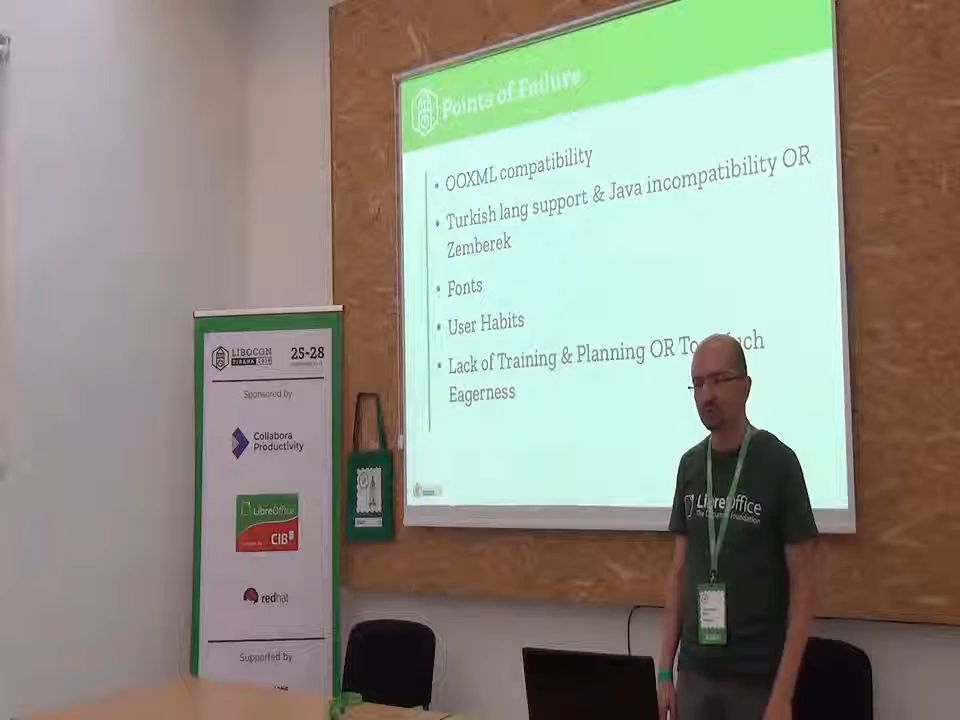 Points of Failure
• OOXML compatibility
• Turkish lang support & Java incompatibility OR
Zemberek
• Fonts
• User Habits
• Lack of Training & Planning OR
Eagerness
LIBOCON
TIRANA 2018
25-28
Sponsored by
Collabora
Productivity
LibreOffice
CIB
redhat
Supported by
LibreOffice
The Document Foundation